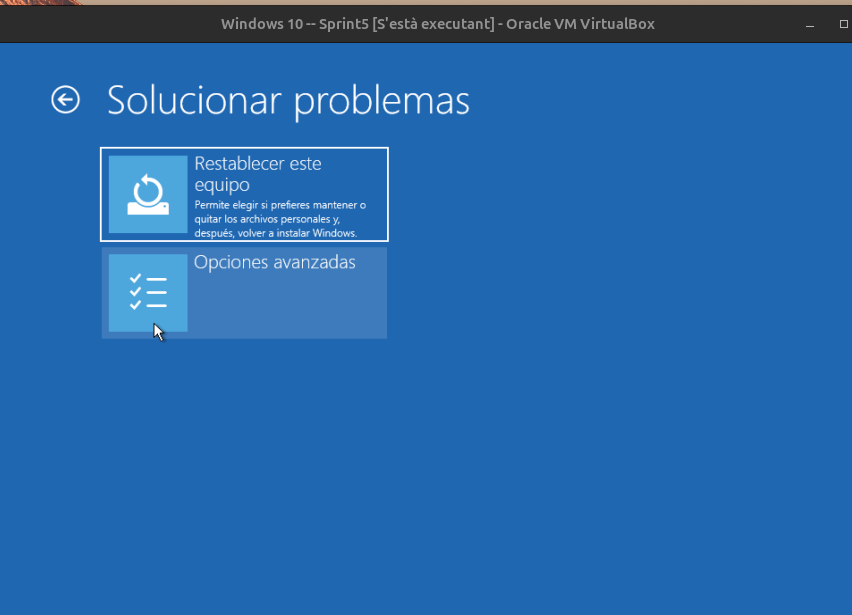 Windows 10 -- Sprint5 [S'està executant] - Oracle VM VirtualBox
Solucionar problemas
Restablecer este
equipo
Permite elegir si prefieres mantener o
quitar los archivos personales y,
después, volver a instalar Windows.
Opciones avanzadas